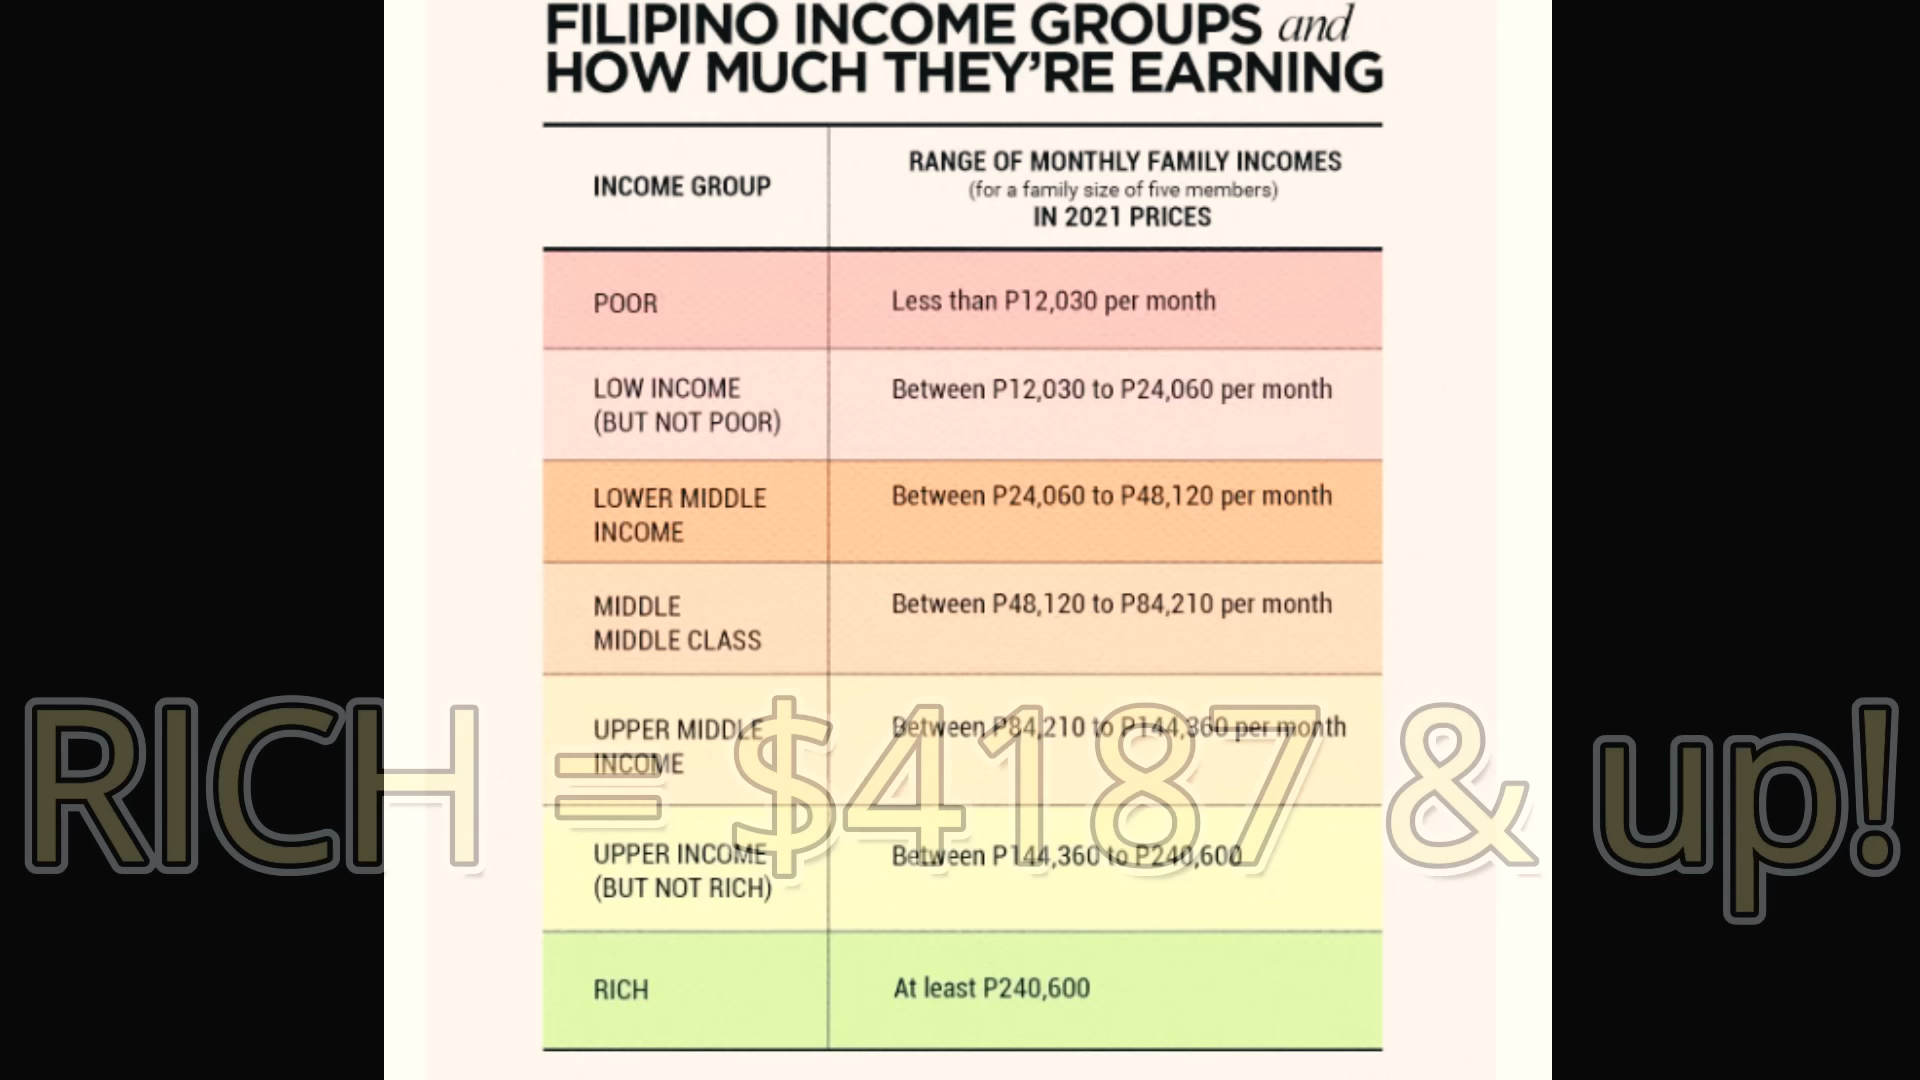 FILIPINO INCOME GROUPS and
HOW MUCH THEY'RE EARNING
INCOME GROUP
RANGE OF MONTHLY FAMILY INCOMES
(for a family size of five members)
IN 2021 PRICES
POOR
Less than P12,030 per month
LOW INCOME
(BUT NOT POOR)
Between P12,030 to P24,060 per month
LOWER MIDDLE
INCOME
Between P24,060 to P48,120 per month
MIDDLE
MIDDLE CLASS
Between P48,120 to P84,210 per month
UPPER MIDDLE
INCOME
Between P84,210 to P144,360 per month
RICH = $4187 & up!
UPPER INCOME
(BUT NOT RICH)
Between P144,360 to P240,600
RICH
At least P240,600